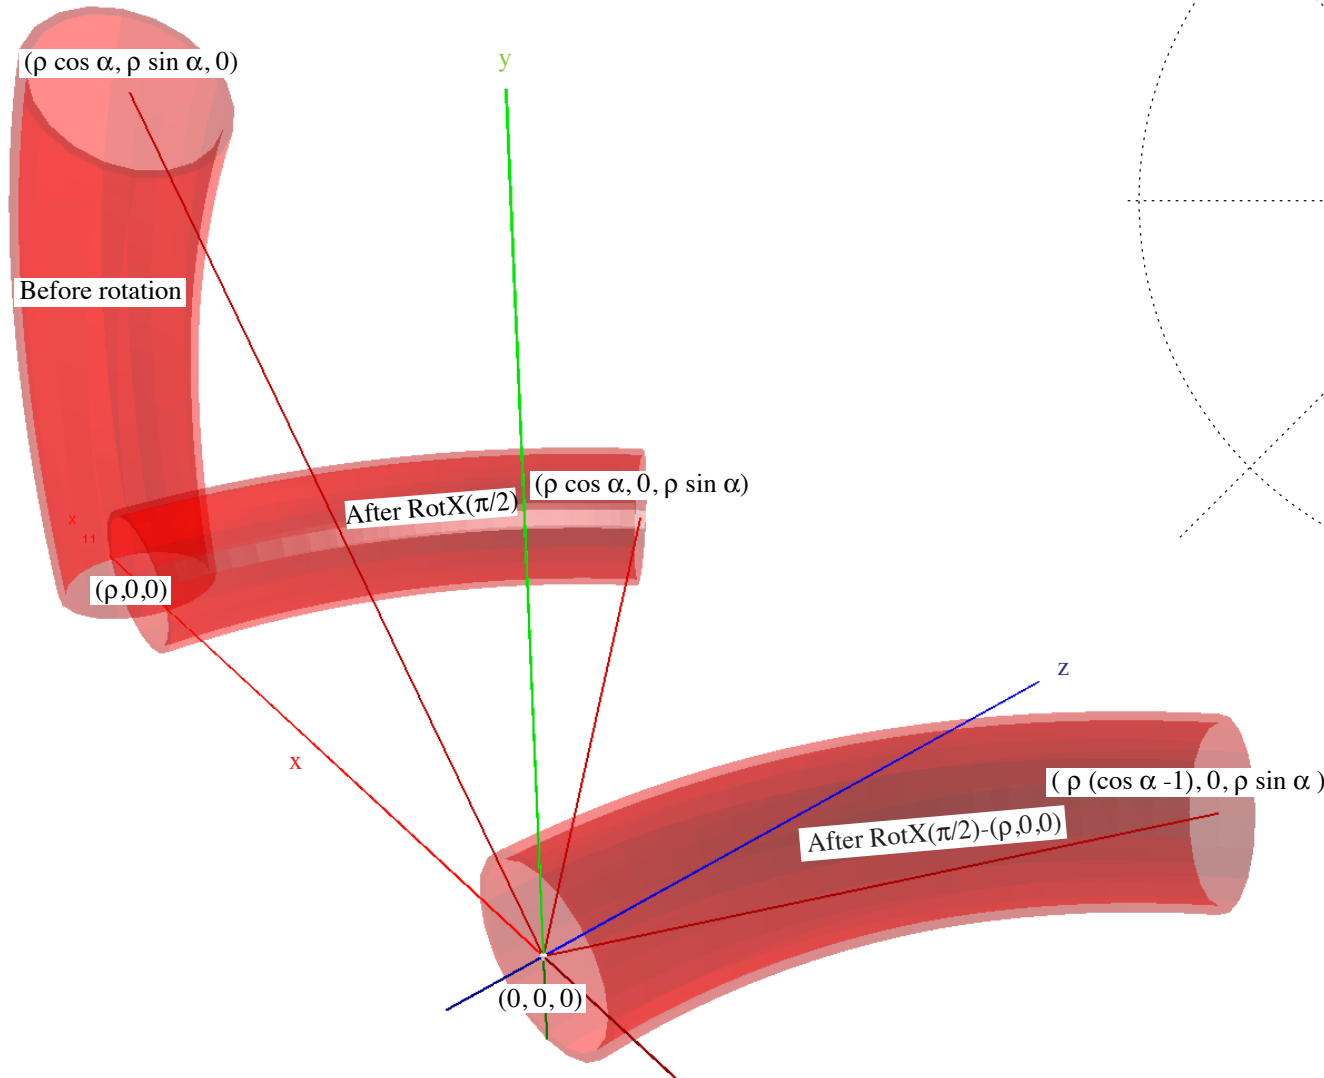 (ρ cos α, ρ sin α, 0)
y
Before rotation
(ρ cos α, 0, ρ sin α)
After RotX(π/2)
x
11
(ρ,0,0)
z
x
( ρ (cos α -1), 0, ρ sin α )
After RotX(π/2)-(ρ,0,0)
(0, 0, 0)